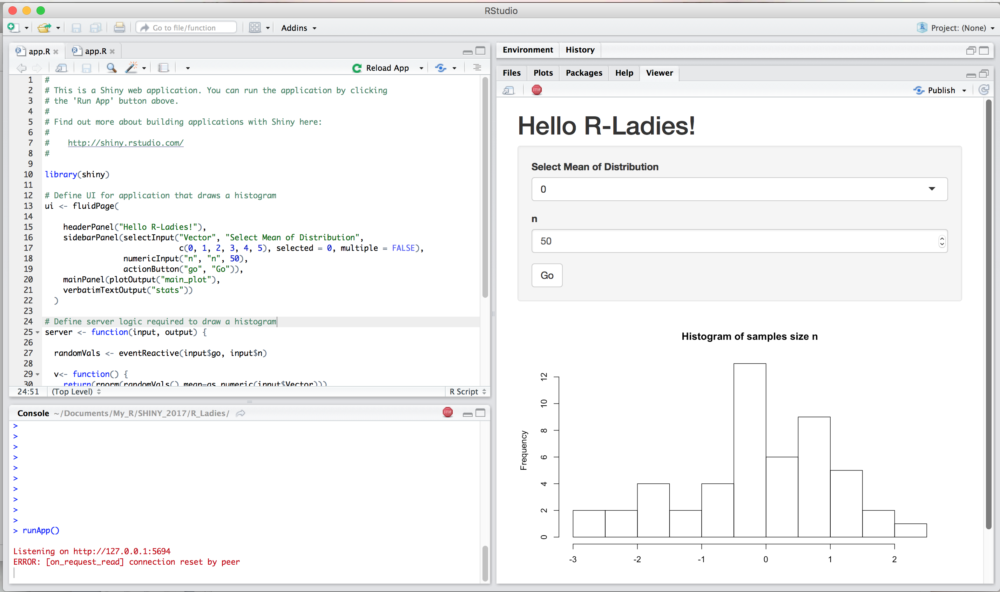 RStudio
Go to file/function
Addins
Project: (None)
app.R
app.R
Reload App
1 #
2 # This is a Shiny web application. You can run the application by clicking
3 # the 'Run App' button above.
4 #
5 # Find out more about building applications with Shiny here:
6 #
7 #    http://shiny.rstudio.com/
8 #
9
10 library(shiny)
11
12 # Define UI for application that draws a histogram
13 ui <- fluidPage(
14
15     headerPanel("Hello R-Ladies!"),
16     sidebarPanel(selectInput("Vector", "Select Mean of Distribution",
17                              c(0, 1, 2, 3, 4, 5), selected = 0, multiple = FALSE),
18                  numericInput("n", "n", 50),
19                  actionButton("go", "Go")),
20     mainPanel(plotOutput("main_plot"),
21     verbatimTextOutput("stats"))
22   )
23
24 # Define server logic required to draw a histogram
25 server <- function(input, output) {
26
27   randomVals <- eventReactive(input$go, input$n)
28
29   v<- function() {
30     return(rnorm(randomVals(),mean=as.numeric(input$Vector)))
24:51
(Top Level)
R Script
Console ~/Documents/My_R/SHINY_2017/R_Ladies/
STOP
>
>
>
>
>
>
>
>
>
>
> runApp()
Listening on http://127.0.0.1:5694
ERROR: [on_request_read] connection reset by peer
Environment
History
Files
Plots
Packages
Help
Viewer
STOP
Publish
Hello R-Ladies!
Select Mean of Distribution
0
n
50
Go
Histogram of samples size n
Frequency
12
10
8
6
4
2
0
-3
-2
-1
0
1
2